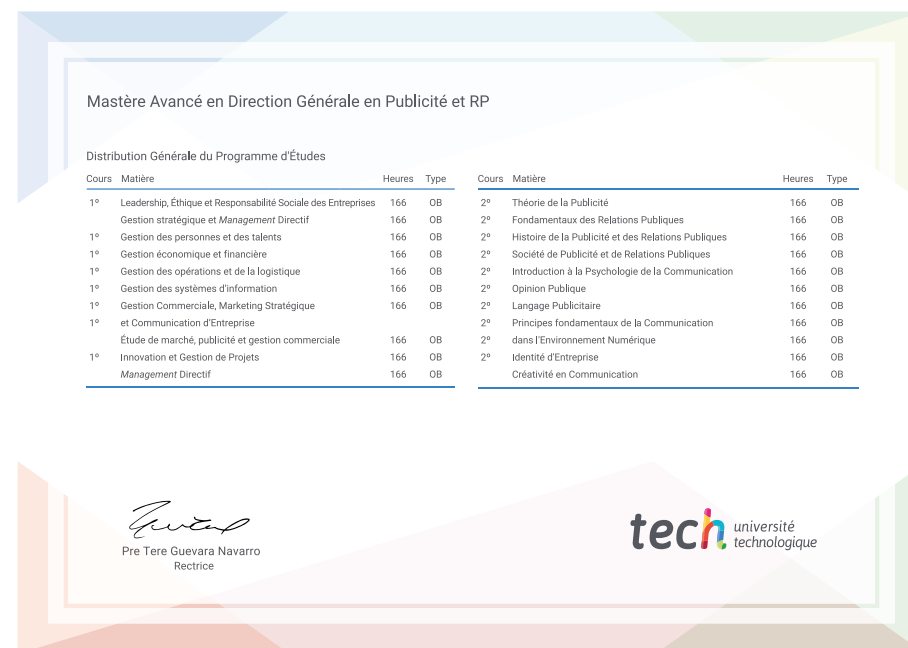 Mastère Avancé en Direction Générale en Publicité et RP
Distribution Générale du Programme d'Études
Cours Matière Heures Type
1º Leadership, Éthique et Responsabilité Sociale des Entreprises 166 OB
Gestion stratégique et Management Directif 166 OB
1º Gestion des personnes et des talents 166 OB
1º Gestion économique et financière 166 OB
1º Gestion des opérations et de la logistique 166 OB
1º Gestion des systèmes d'information 166 OB
1º Gestion Commerciale, Marketing Stratégique 166 OB
1º et Communication d'Entreprise
Étude de marché, publicité et gestion commerciale 166 OB
1º Innovation et Gestion de Projets 166 OB
Management Directif 166 OB
Cours Matière Heures Type
2º Théorie de la Publicité 166 OB
2º Fondamentaux des Relations Publiques 166 OB
2º Histoire de la Publicité et des Relations Publiques 166 OB
2º Société de Publicité et de Relations Publiques 166 OB
2º Introduction à la Psychologie de la Communication 166 OB
2º Opinion Publique 166 OB
2º Langage Publicitaire 166 OB
2º Principes fondamentaux de la Communication 166 OB
2º dans l'Environnement Numérique 166 OB
2º Identité d'Entreprise 166 OB
Créativité en Communication 166 OB
Pre Tere Guevara Navarro
Rectrice
tech université
technologique